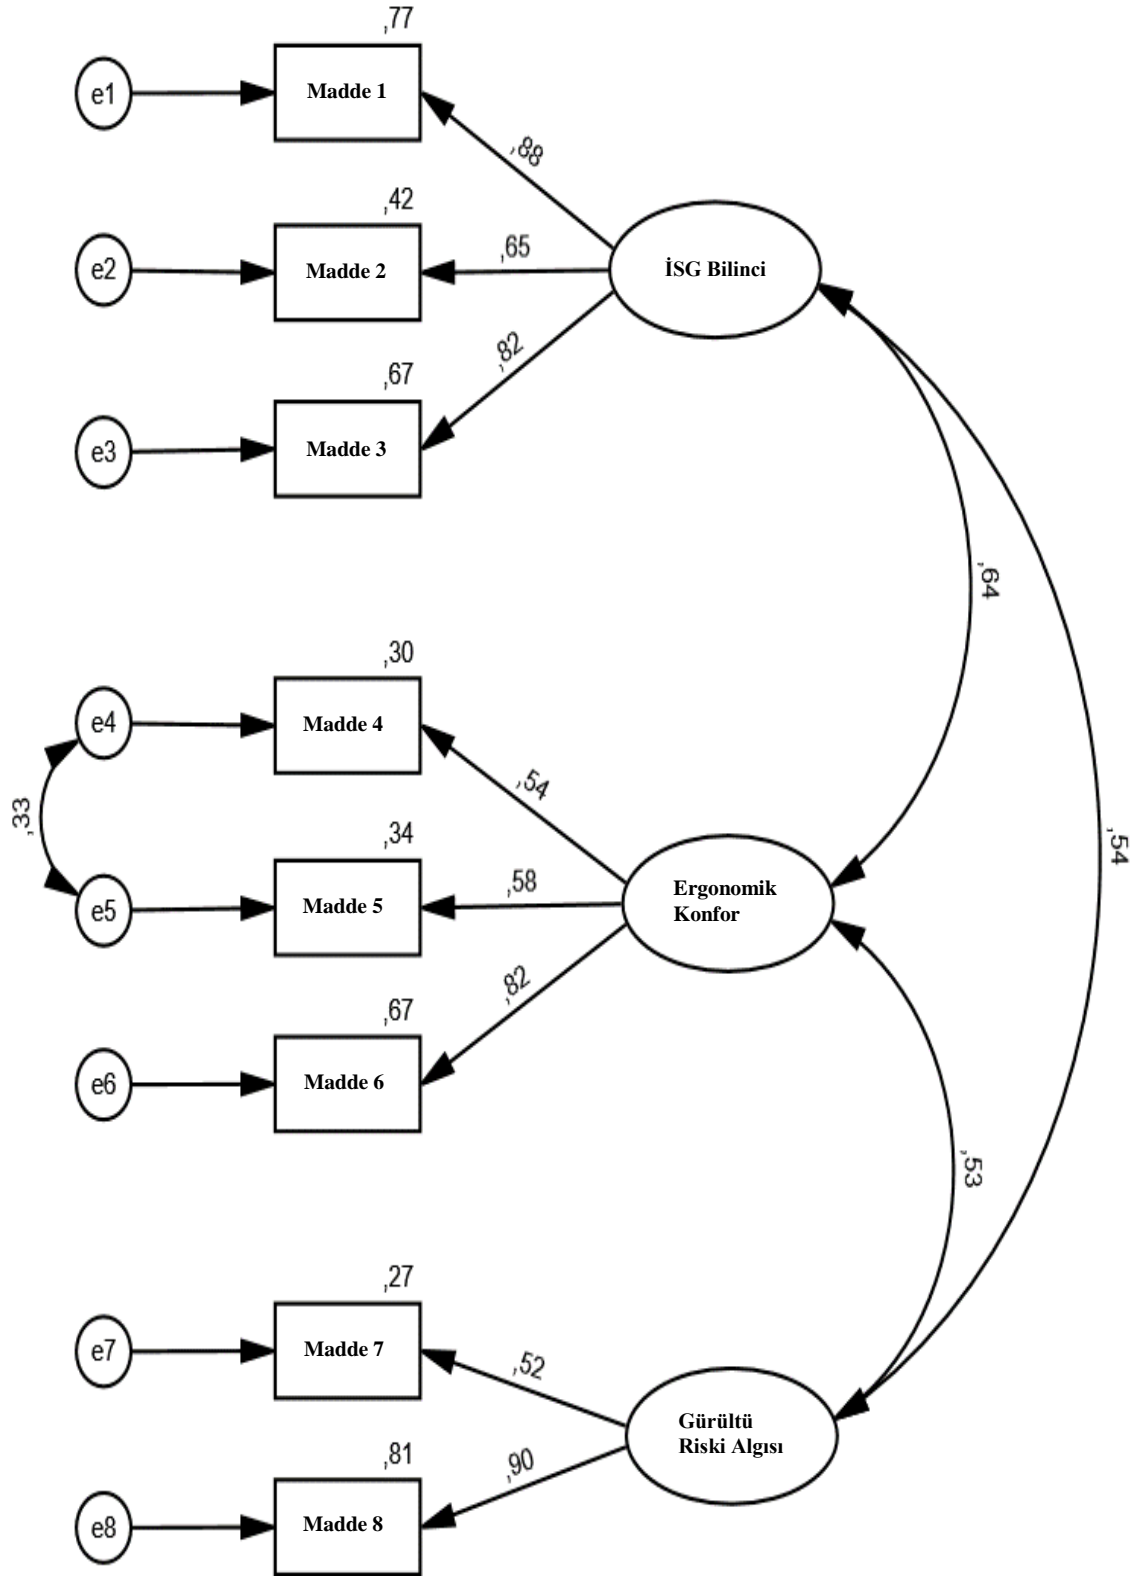 ,77
e1
Madde 1
,88
,42
e2
Madde 2
,65
İSG Bilinci
,67
e3
Madde 3
,82
,64
,30
e4
Madde 4
,54
,33
,34
e5
Madde 5
,58
Ergonomik
Konfor
,54
,67
e6
Madde 6
,82
,53
,27
e7
Madde 7
,52
Gürültü
Riski Algısı
,81
e8
Madde 8
,90